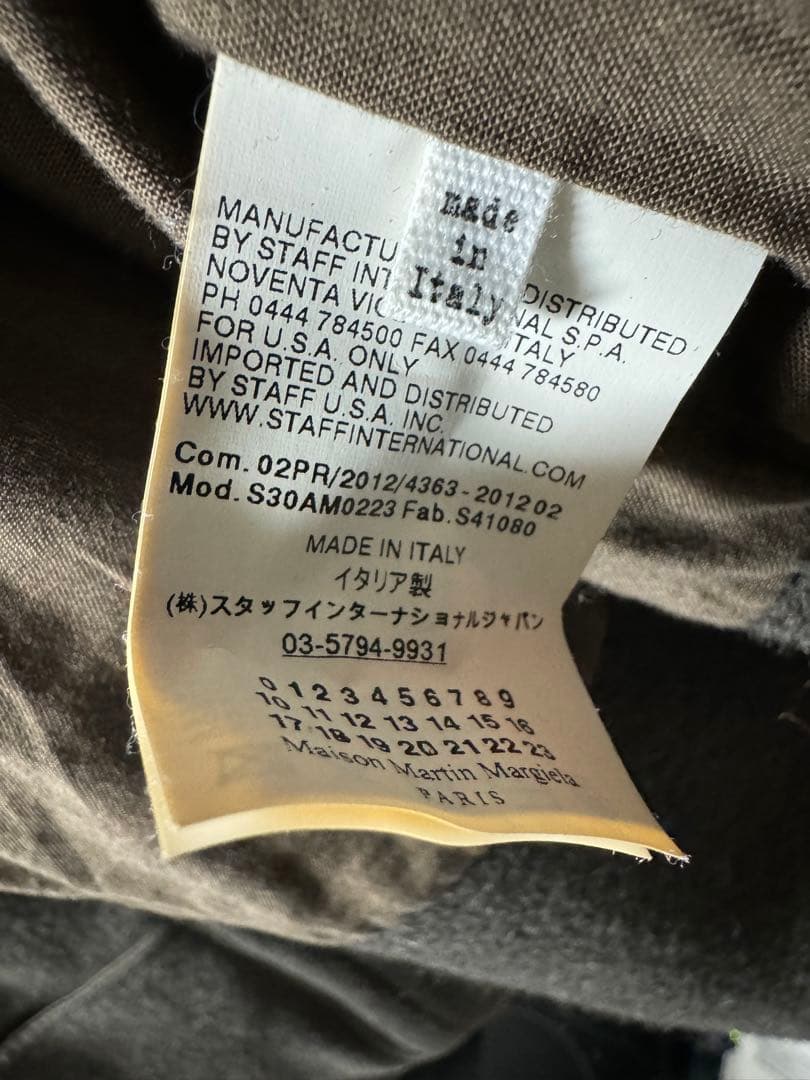 made
in
Italy
MANUFACTU DISTRIBUTED
BY STAFF INT NAL S.P.A.
NOVENTA VIC ITALY
PH 0444 784500 FAX 0444 784580
FOR U.S.A. ONLY
IMPORTED AND DISTRIBUTED
BY STAFF U.S.A. INC.
WWW.STAFFINTERNATIONAL.COM
Com. 02PR/2012/4363-201202
Mod. S30AM0223 Fab. S41080
MADE IN ITALY
イタリア製
(株)スタッフインターナショナルジャパン
03-5794-9931
0 1 2 3 4 5 6 7 8 9
10 11 12 13 14 15 16
17 18 19 20 21 22 23
Maison Martin Margiela
PARIS